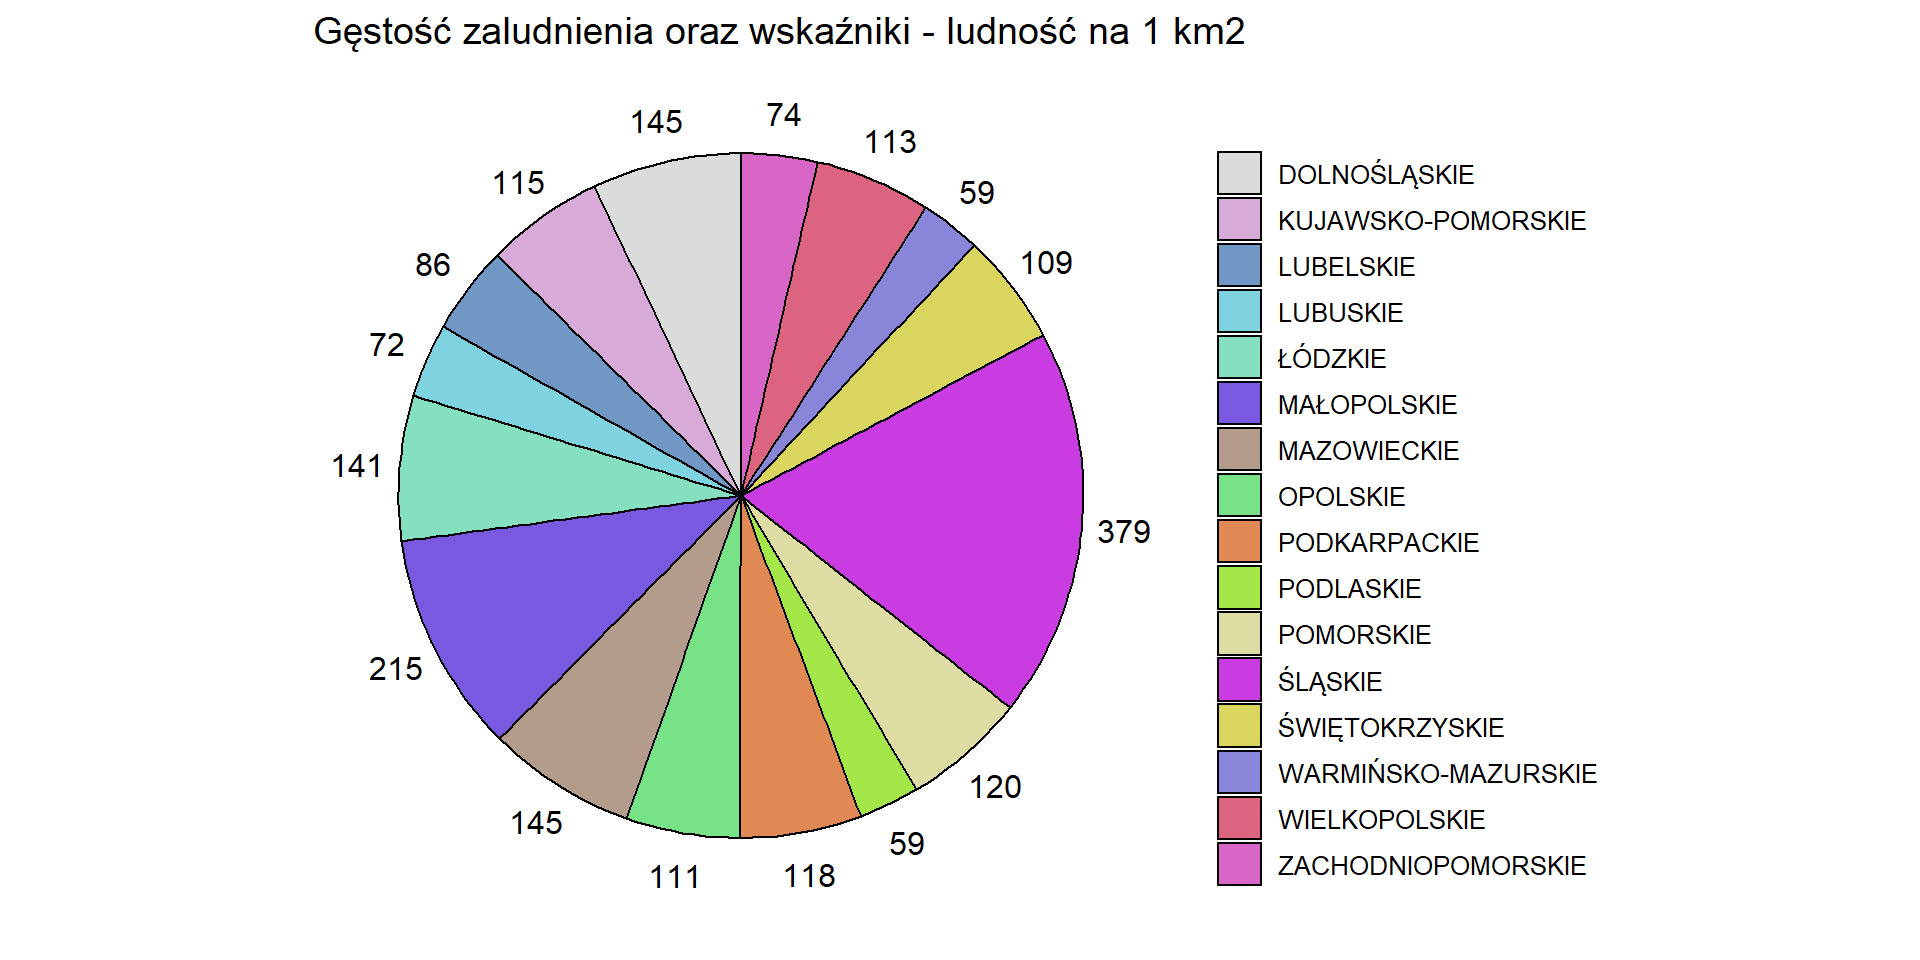 Gęstość zaludnienia oraz wskaźniki - ludność na 1 km2
145
74
113
59
109
379
120
59
118
111
145
215
141
72
86
115
DOLNOŚLĄSKIE
KUJAWSKO-POMORSKIE
LUBELSKIE
LUBUSKIE
ŁÓDZKIE
MAŁOPOLSKIE
MAZOWIECKIE
OPOLSKIE
PODKARPACKIE
PODLASKIE
POMORSKIE
ŚLĄSKIE
ŚWIĘTOKRZYSKIE
WARMIŃSKO-MAZURSKIE
WIELKOPOLSKIE
ZACHODNIOPOMORSKIE